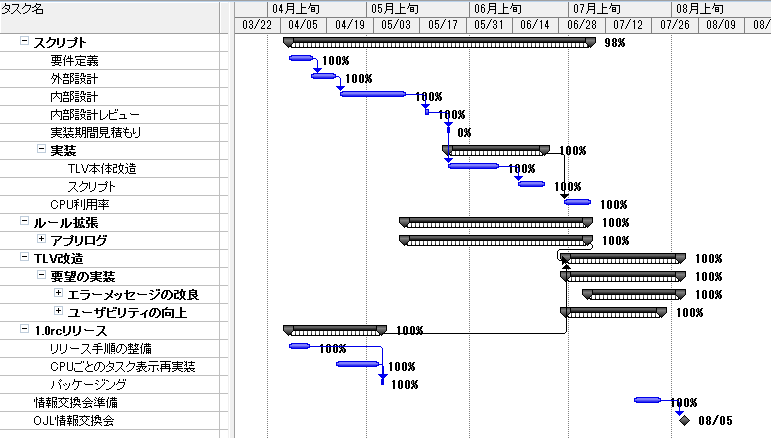 タスク名 04月上旬 05月上旬 06月上旬 07月上旬 08月上旬
03/22 04/05 04/19 05/03 05/17 05/31 06/14 06/28 07/12 07/26 08/09 08/
スクリプト 98%
要件定義 100%
外部設計 100%
内部設計 100%
内部設計レビュー 100%
実装期間見積もり 0%
実装 100%
TLV本体改造 100%
スクリプト 100%
CPU利用率 100%
ルール拡張 100%
アプリログ 100%
TLV改造 100%
要望の実装 100%
エラーメッセージの改良 100%
ユーザビリティの向上 100%
1.0rcリリース 100%
リリース手順の整備 100%
CPUごとのタスク表示再実装 100%
パッケージング 100%
情報交換会準備 100%
OJL情報交換会 08/05